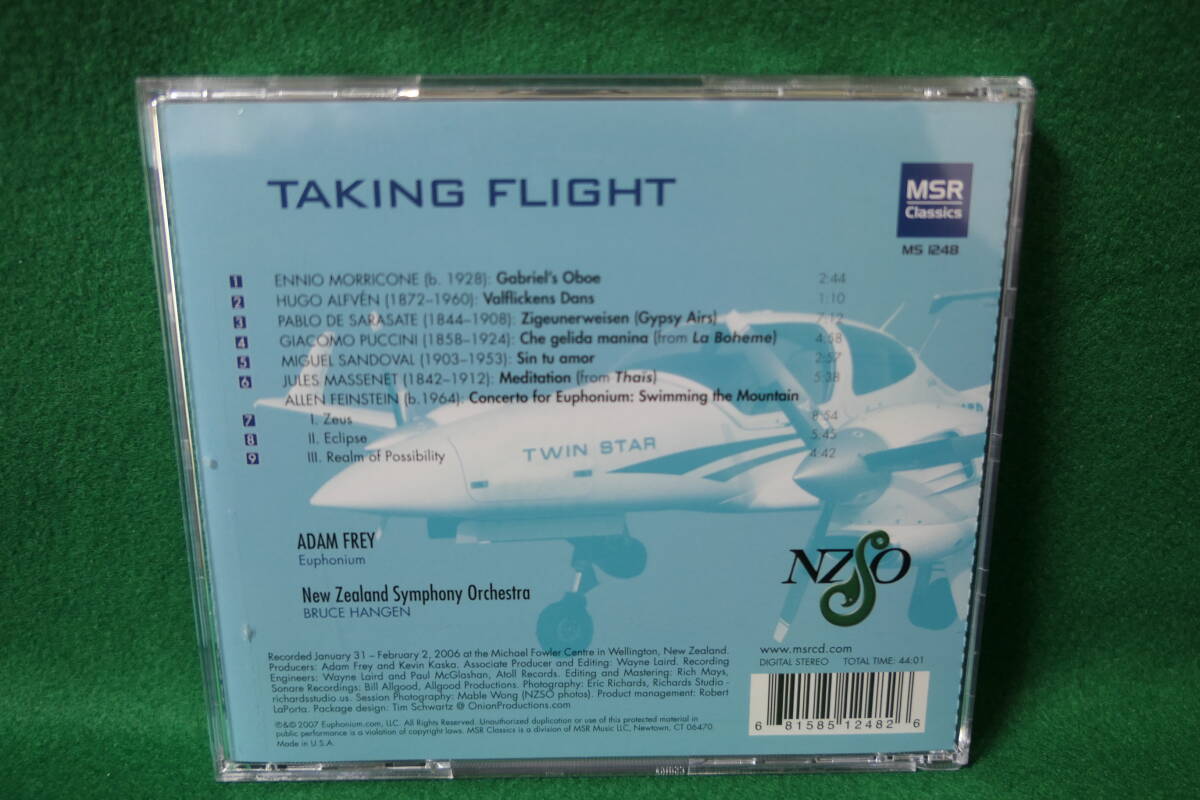 TAKING FLIGHT
MSR
Classics
MS 1248
1 ENNIO MORRICONE (b. 1928): Gabriel's Oboe 2:44
2 HUGO ALFVÉN (1872–1960): Valflickens Dans 1:10
3 PABLO DE SARASATE (1844–1908): Zigeunerweisen (Gypsy Airs) 7:12
4 GIACOMO PUCCINI (1858–1924): Che gelida manina (from La Boheme) 4:58
5 MIGUEL SANDOVAL (1903–1953): Sin tu amor 2:57
6 JULES MASSENET (1842–1912): Meditation (from Thais) 5:38
ALLEN FEINSTEIN (b.1964): Concerto for Euphonium: Swimming the Mountain
7 I. Zeus 8:54
8 II. Eclipse 5:45
9 III. Realm of Possibility 4:42
TWIN STAR
ADAM FREY
Euphonium
New Zealand Symphony Orchestra
BRUCE HANGEN
NZSO
Recorded January 31 – February 2, 2006 at the Michael Fowler Centre in Wellington, New Zealand.
Producers: Adam Frey and Kevin Kaska. Associate Producer and Editing: Wayne Laird. Recording
Engineers: Wayne Laird and Paul McGlashan, Atoll Records. Editing and Mastering: Rich Mays,
Sonare Recordings: Bill Allgood, Allgood Productions. Photography: Eric Richards, Richards Studio -
richardsstudio.us. Session Photography: Mable Wong (NZSO photos). Product management: Robert
LaPorta. Package design: Tim Schwartz @ OnionProductions.com
℗&© 2007 Euphonium.com, LLC. All Rights Reserved. Unauthorized duplication or use of this protected material in
public performance is a violation of copyright laws. MSR Classics is a division of MSR Music LLC, Newtown, CT 06470.
Made in U.S.A.
www.msrcd.com
DIGITAL STEREO TOTAL TIME: 44:01
6 81585 12482 6